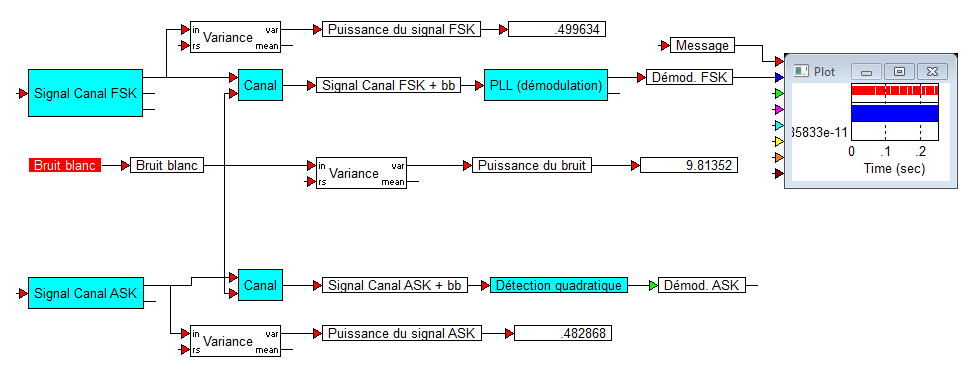 in var
Variance
rs mean
Puissance du signal FSK
.499634
Message
Plot
Signal Canal FSK
Canal
Signal Canal FSK + bb
PLL (démodulation)
Démod. FSK
35833e-11
0 .1 .2
Time (sec)
Bruit blanc
Bruit blanc
in var
Variance
rs mean
Puissance du bruit
9.81352
Signal Canal ASK
Canal
Signal Canal ASK + bb
Détection quadratique
Démod. ASK
in var
Variance
rs mean
Puissance du signal ASK
.482868